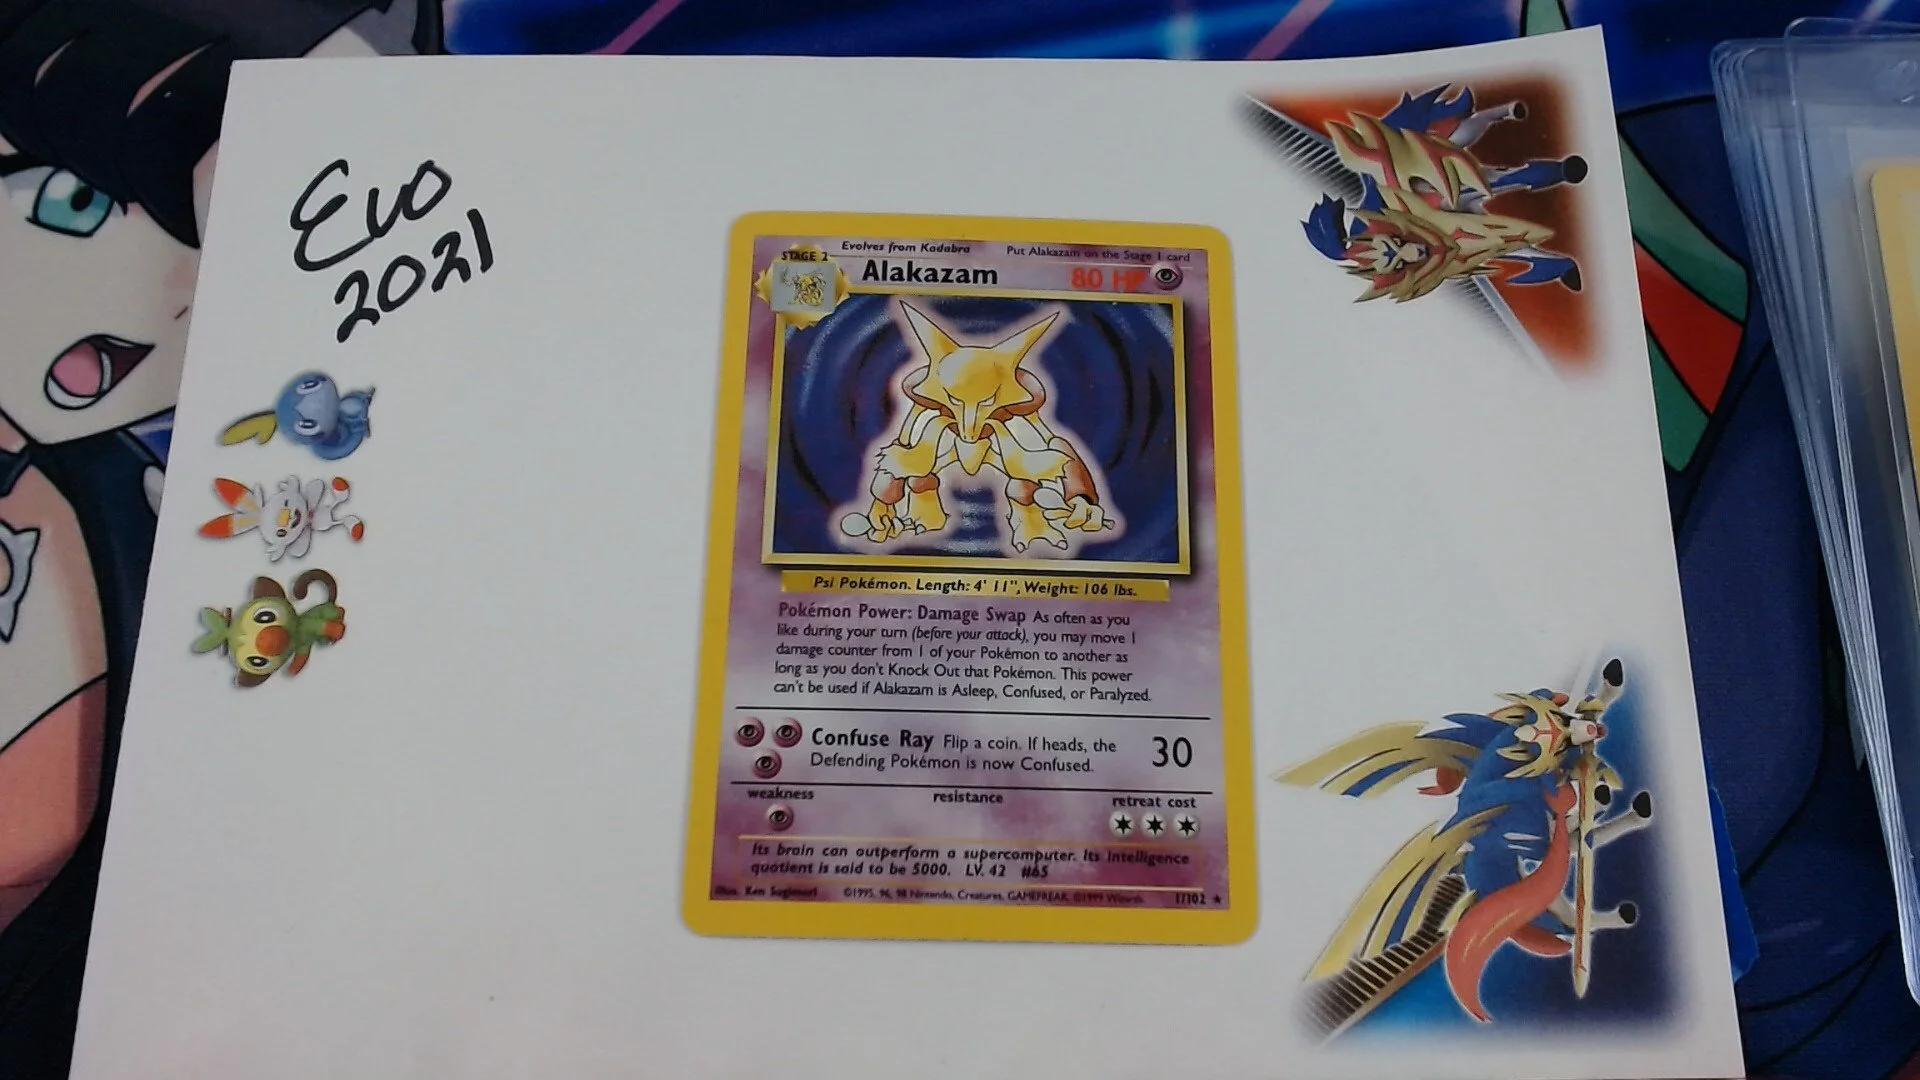 Evo
2021
Evolves from Kadabra Put Alakazam on the Stage 1 card
STAGE 2
Alakazam 80 HP
Psi Pokémon. Length: 4' 11", Weight: 106 lbs.
Pokémon Power: Damage Swap As often as you
like during your turn (before your attack), you may move 1
damage counter from 1 of your Pokémon to another as
long as you don't Knock Out that Pokémon. This power
can't be used if Alakazam is Asleep, Confused, or Paralyzed.
Confuse Ray Flip a coin. If heads, the 30
Defending Pokémon is now Confused.
weakness resistance retreat cost
Its brain can outperform a supercomputer. Its intelligence
quotient is said to be 5000. LV. 42 #65
Illus. Ken Sugimori ©1995, 96, 98 Nintendo, Creatures, GAMEFREAK. ©1999 Wizards. 1/102 ★